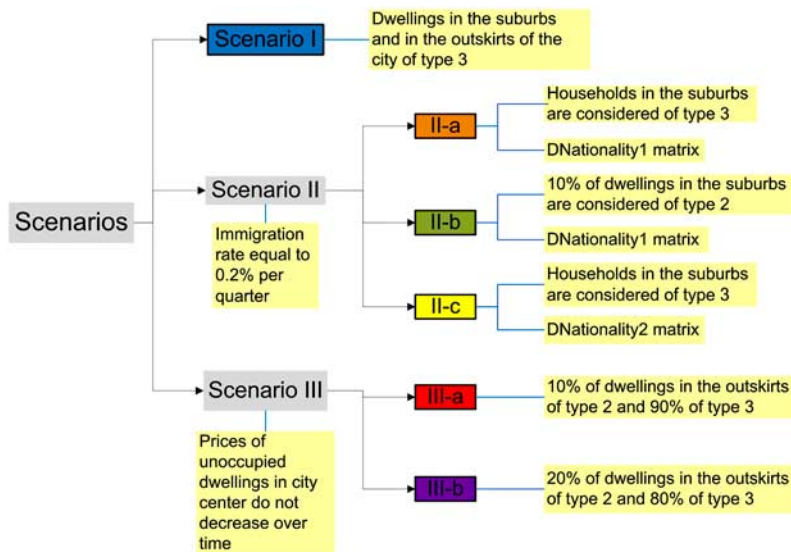 Scenarios
Scenario I
Dwellings in the suburbs
and in the outskirts of the
city of type 3
Scenario II
Immigration
rate equal to
0.2% per
quarter
II-a
Households in the suburbs
are considered of type 3
DNationality1 matrix
II-b
10% of dwellings in the suburbs
are considered of type 2
DNationality1 matrix
II-c
Households in the suburbs
are considered of type 3
DNationality2 matrix
Scenario III
Prices of
unoccupied
dwellings in city
center do not
decrease over
time
III-a
10% of dwellings in the outskirts
of type 2 and 90% of type 3
III-b
20% of dwellings in the outskirts
of type 2 and 80% of type 3